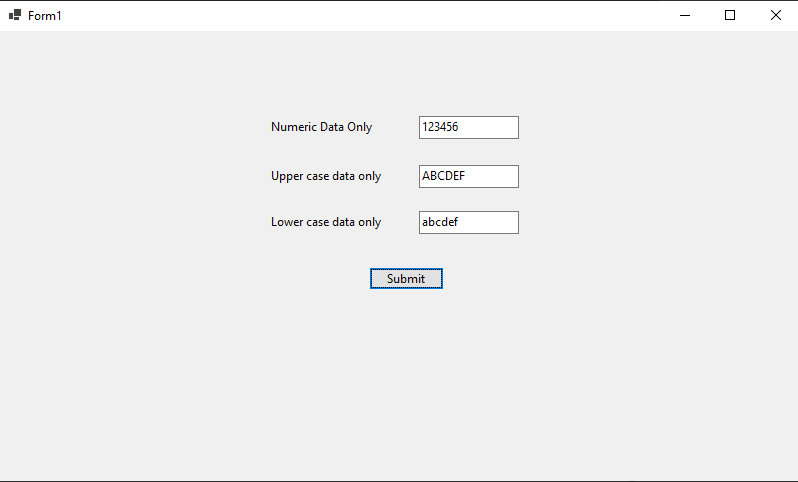 Form1
Numeric Data Only 123456
Upper case data only ABCDEF
Lower case data only abcdef
Submit